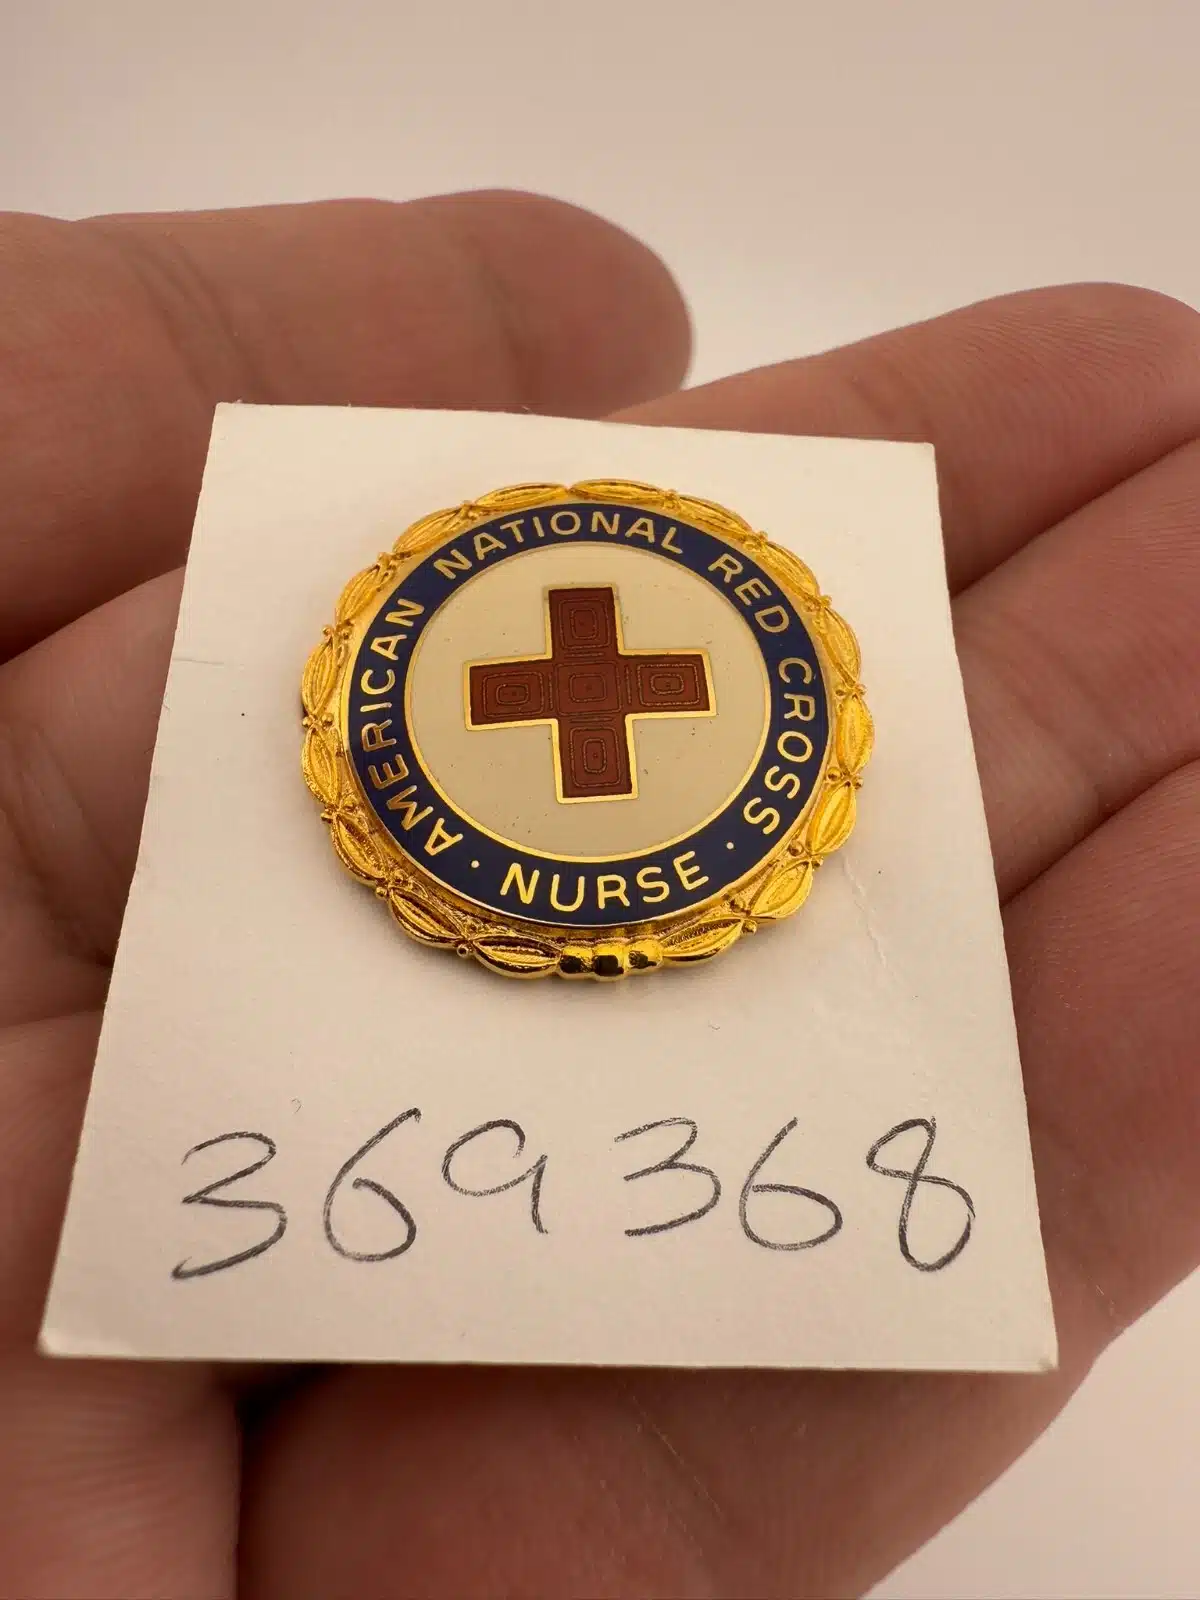 AMERICAN NATIONAL RED CROSS
· NURSE ·
369368